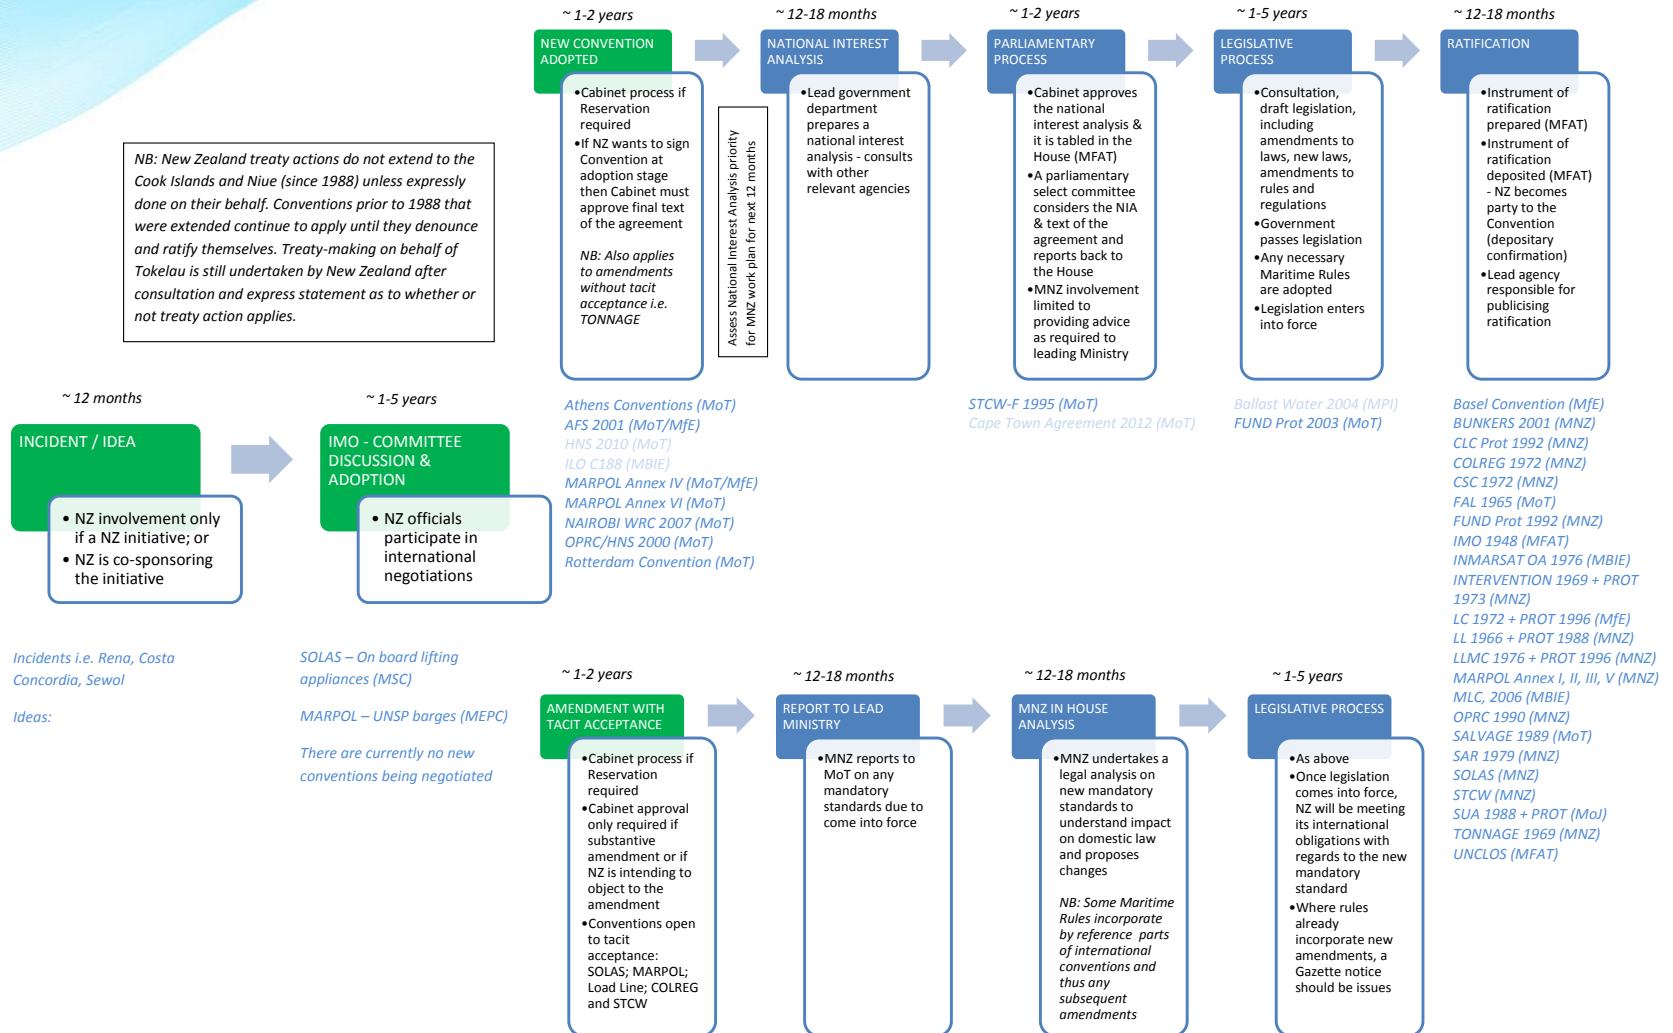 ~ 1-2 years
NEW CONVENTION
ADOPTED
•Cabinet process if
Reservation
required
•If NZ wants to sign
Convention at
adoption stage
then Cabinet must
approve final text
of the agreement
NB: Also applies
to amendments
without tacit
acceptance i.e.
TONNAGE
Assess National Interest Analysis priority
for MNZ work plan for next 12 months
~ 12-18 months
NATIONAL INTEREST
ANALYSIS
•Lead government
department
prepares a
national interest
analysis - consults
with other
relevant agencies
~ 1-2 years
PARLIAMENTARY
PROCESS
•Cabinet approves
the national
interest analysis &
it is tabled in the
House (MFAT)
•A parliamentary
select committee
considers the NIA
& text of the
agreement and
reports back to
the House
•MNZ involvement
limited to
providing advice
as required to
leading Ministry
~ 1-5 years
LEGISLATIVE
PROCESS
•Consultation,
draft legislation,
including
amendments to
laws, new laws,
amendments to
rules and
regulations
•Government
passes legislation
•Any necessary
Maritime Rules
are adopted
•Legislation enters
into force
~ 12-18 months
RATIFICATION
•Instrument of
ratification
prepared (MFAT)
•Instrument of
ratification
deposited (MFAT)
- NZ becomes
party to the
Convention
(depositary
confirmation)
•Lead agency
responsible for
publicising
ratification
NB: New Zealand treaty actions do not extend to the
Cook Islands and Niue (since 1988) unless expressly
done on their behalf. Conventions prior to 1988 that
were extended continue to apply until they denounce
and ratify themselves. Treaty-making on behalf of
Tokelau is still undertaken by New Zealand after
consultation and express statement as to whether or
not treaty action applies.
~ 12 months
INCIDENT / IDEA
• NZ involvement only
if a NZ initiative; or
• NZ is co-sponsoring
the initiative
Incidents i.e. Rena, Costa
Concordia, Sewol
Ideas:
~ 1-5 years
IMO - COMMITTEE
DISCUSSION &
ADOPTION
• NZ officials
participate in
international
negotiations
SOLAS – On board lifting
appliances (MSC)
MARPOL – UNSP barges (MEPC)
There are currently no new
conventions being negotiated
Athens Conventions (MoT)
AFS 2001 (MoT/MfE)
HNS 2010 (MoT)
ILO C188 (MBIE)
MARPOL Annex IV (MoT/MfE)
MARPOL Annex VI (MoT)
NAIROBI WRC 2007 (MoT)
OPRC/HNS 2000 (MoT)
Rotterdam Convention (MoT)
STCW-F 1995 (MoT)
Cape Town Agreement 2012 (MoT)
Ballast Water 2004 (MPI)
FUND Prot 2003 (MoT)
Basel Convention (MfE)
BUNKERS 2001 (MNZ)
CLC Prot 1992 (MNZ)
COLREG 1972 (MNZ)
CSC 1972 (MNZ)
FAL 1965 (MoT)
FUND Prot 1992 (MNZ)
IMO 1948 (MFAT)
INMARSAT OA 1976 (MBIE)
INTERVENTION 1969 + PROT
1973 (MNZ)
LC 1972 + PROT 1996 (MfE)
LL 1966 + PROT 1988 (MNZ)
LLMC 1976 + PROT 1996 (MNZ)
MARPOL Annex I, II, III, V (MNZ)
MLC, 2006 (MBIE)
OPRC 1990 (MNZ)
SALVAGE 1989 (MoT)
SAR 1979 (MNZ)
SOLAS (MNZ)
STCW (MNZ)
SUA 1988 + PROT (MoJ)
TONNAGE 1969 (MNZ)
UNCLOS (MFAT)
~ 1-2 years
AMENDMENT WITH
TACIT ACCEPTANCE
•Cabinet process if
Reservation
required
•Cabinet approval
only required if
substantive
amendment or if
NZ is intending to
object to the
amendment
•Conventions open
to tacit
acceptance:
SOLAS; MARPOL;
Load Line; COLREG
and STCW
~ 12-18 months
REPORT TO LEAD
MINISTRY
•MNZ reports to
MoT on any
mandatory
standards due to
come into force
~ 12-18 months
MNZ IN HOUSE
ANALYSIS
•MNZ undertakes a
legal analysis on
new mandatory
standards to
understand impact
on domestic law
and proposes
changes
NB: Some Maritime
Rules incorporate
by reference parts
of international
conventions and
thus any
subsequent
amendments
~ 1-5 years
LEGISLATIVE PROCESS
•As above
•Once legislation
comes into force,
NZ will be meeting
its international
obligations with
regards to the new
mandatory
standard
•Where rules
already
incorporate new
amendments, a
Gazette notice
should be issues